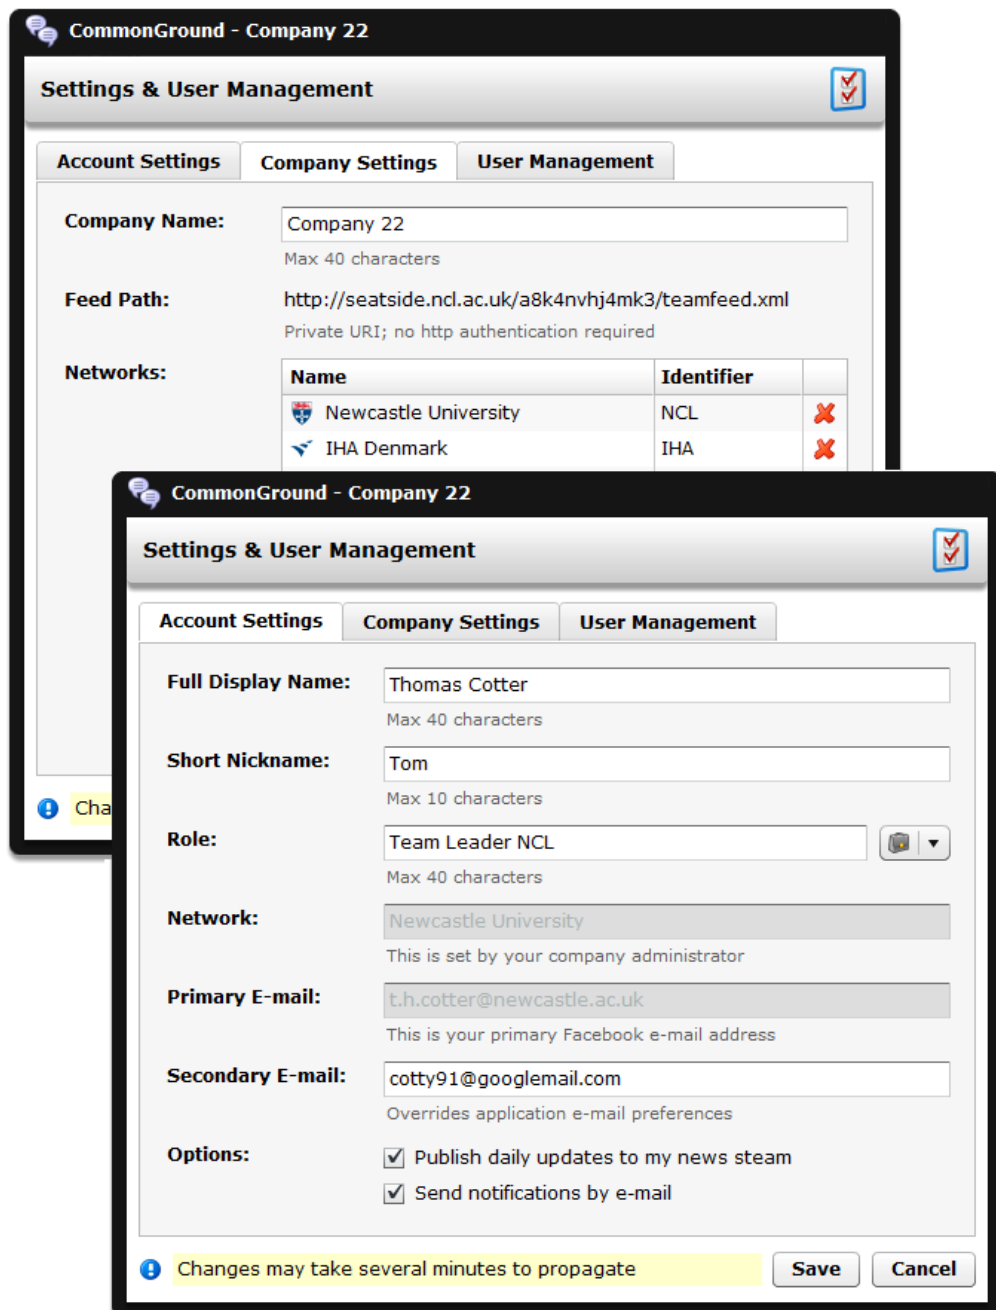 CommonGround - Company 22
Settings & User Management
Account Settings Company Settings User Management
Company Name: Company 22
Max 40 characters
Feed Path: http://seatside.ncl.ac.uk/a8k4nvhj4mk3/teamfeed.xml
Private URI; no http authentication required
Networks: Name Identifier
Newcastle University NCL
IHA Denmark IHA
Cha
CommonGround - Company 22
Settings & User Management
Account Settings Company Settings User Management
Full Display Name: Thomas Cotter
Max 40 characters
Short Nickname: Tom
Max 10 characters
Role: Team Leader NCL
Max 40 characters
Network: Newcastle University
This is set by your company administrator
Primary E-mail: t.h.cotter@newcastle.ac.uk
This is your primary Facebook e-mail address
Secondary E-mail: cotty91@googlemail.com
Overrides application e-mail preferences
Options: Publish daily updates to my news steam
Send notifications by e-mail
Changes may take several minutes to propagate Save Cancel